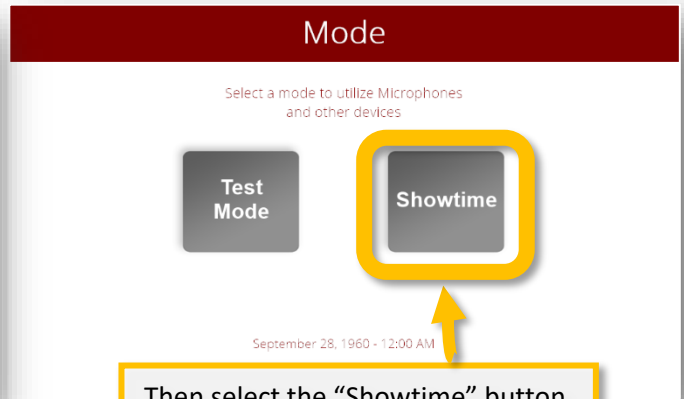 Mode
Select a mode to utilize Microphones
and other devices
Test
Mode
Showtime
September 28, 1960 - 12:00 AM
Then select the “Showtime” button